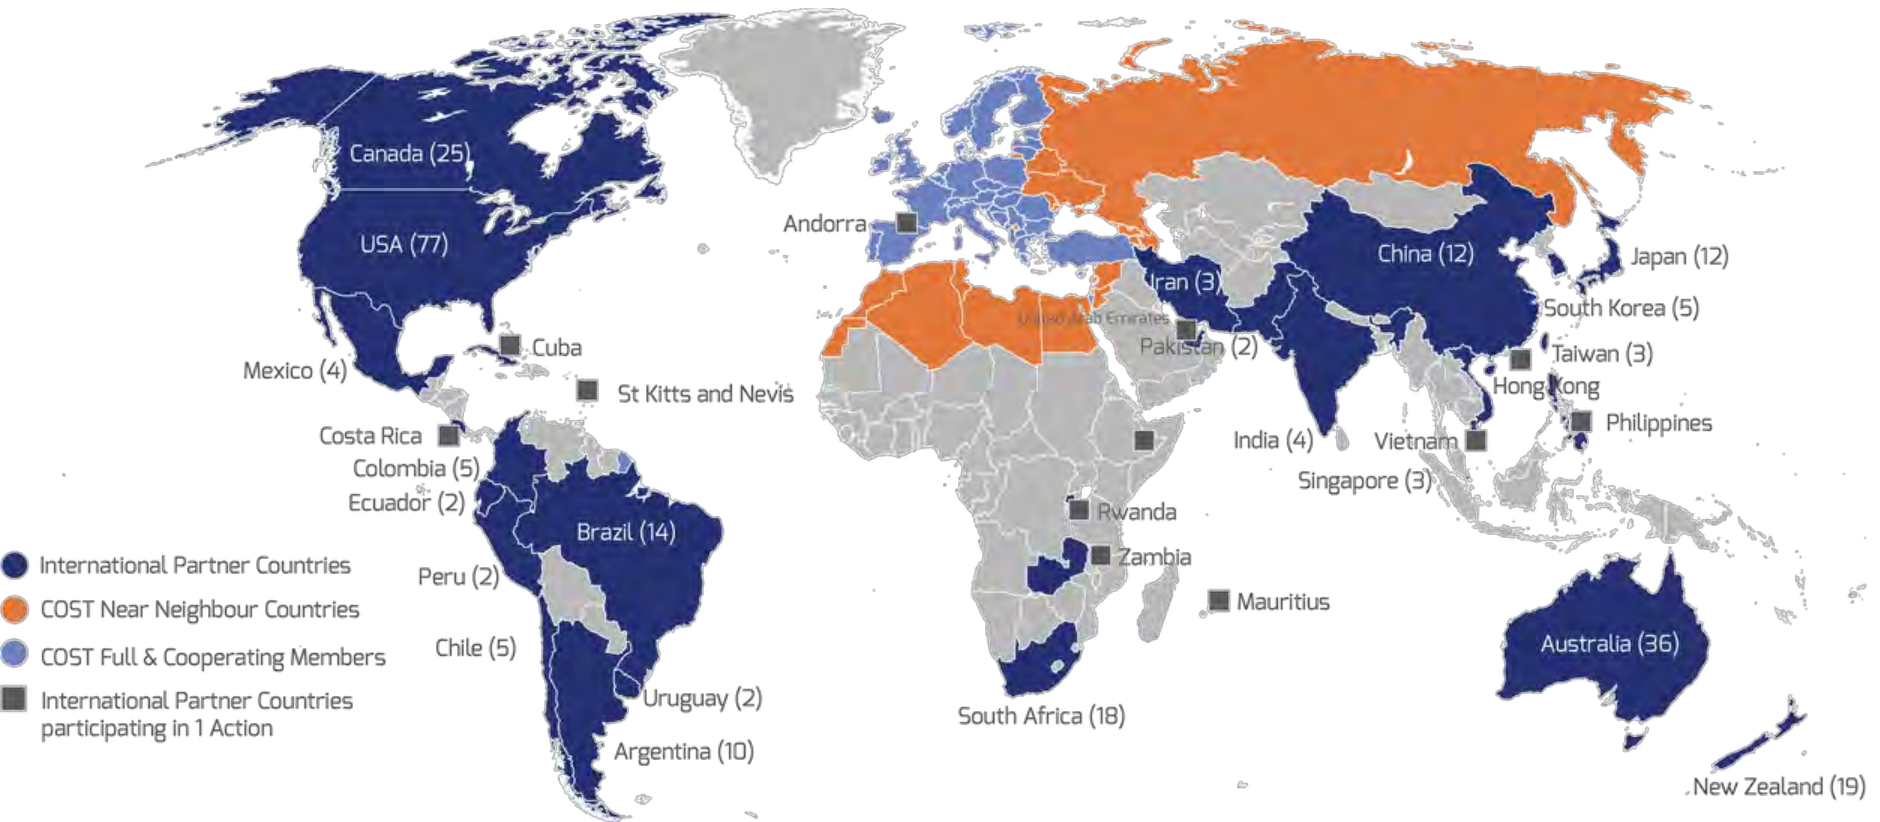 Canada (25)
USA (77)
Mexico (4)
Cuba
St Kitts and Nevis
Costa Rica
Colombia (5)
Ecuador (2)
Brazil (14)
Peru (2)
Chile (5)
Uruguay (2)
Argentina (10)
Andorra
Iran (3)
United Arab Emirates
Pakistan (2)
China (12)
Japan (12)
South Korea (5)
Taiwan (3)
Hong Kong
Philippines
India (4)
Vietnam
Singapore (3)
Rwanda
Zambia
Mauritius
South Africa (18)
Australia (36)
New Zealand (19)
International Partner Countries
COST Near Neighbour Countries
COST Full & Cooperating Members
International Partner Countries
participating in 1 Action